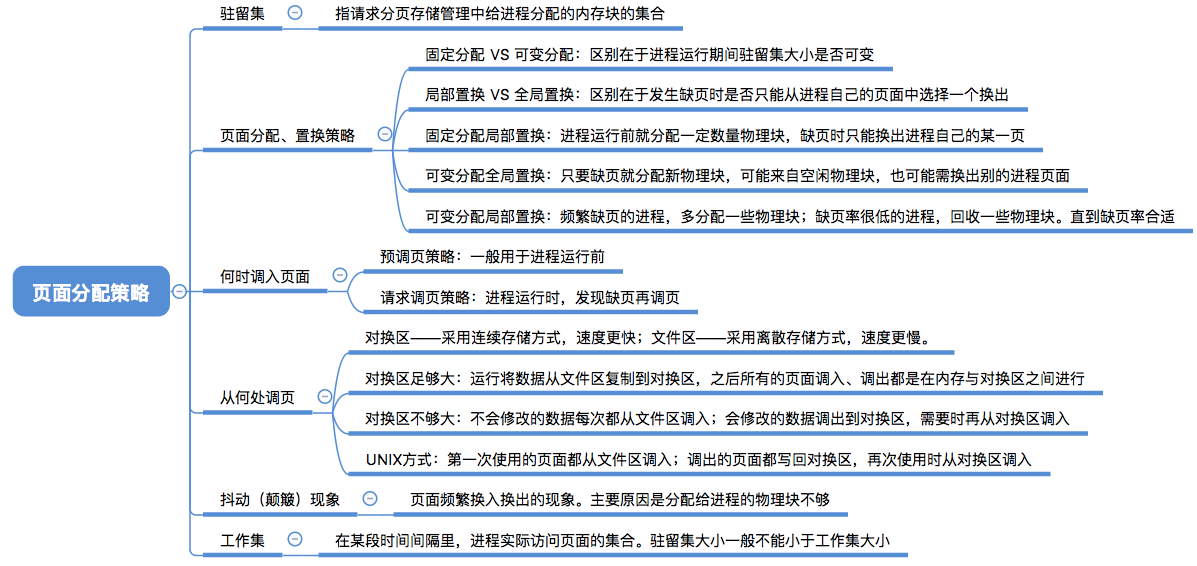 驻留集
指请求分页存储管理中给进程分配的内存块的集合
页面分配、置换策略
固定分配 VS 可变分配：区别在于进程运行期间驻留集大小是否可变
局部置换 VS 全局置换：区别在于发生缺页时是否只能从进程自己的页面中选择一个换出
固定分配局部置换：进程运行前就分配一定数量物理块，缺页时只能换出进程自己的某一页
可变分配全局置换：只要缺页就分配新物理块，可能来自空闲物理块，也可能需换出别的进程页面
可变分配局部置换：频繁缺页的进程，多分配一些物理块；缺页率很低的进程，回收一些物理块。直到缺页率合适
页面分配策略
何时调入页面
预调页策略：一般用于进程运行前
请求调页策略：进程运行时，发现缺页再调页
从何处调页
对换区——采用连续存储方式，速度更快；文件区——采用离散存储方式，速度更慢。
对换区足够大：运行将数据从文件区复制到对换区，之后所有的页面调入、调出都是在内存与对换区之间进行
对换区不够大：不会修改的数据每次都从文件区调入；会修改的数据调出到对换区，需要时再从对换区调入
UNIX方式：第一次使用的页面都从文件区调入；调出的页面都写回对换区，再次使用时从对换区调入
抖动（颠簸）现象
页面频繁换入换出的现象。主要原因是分配给进程的物理块不够
工作集
在某段时间间隔里，进程实际访问页面的集合。驻留集大小一般不能小于工作集大小